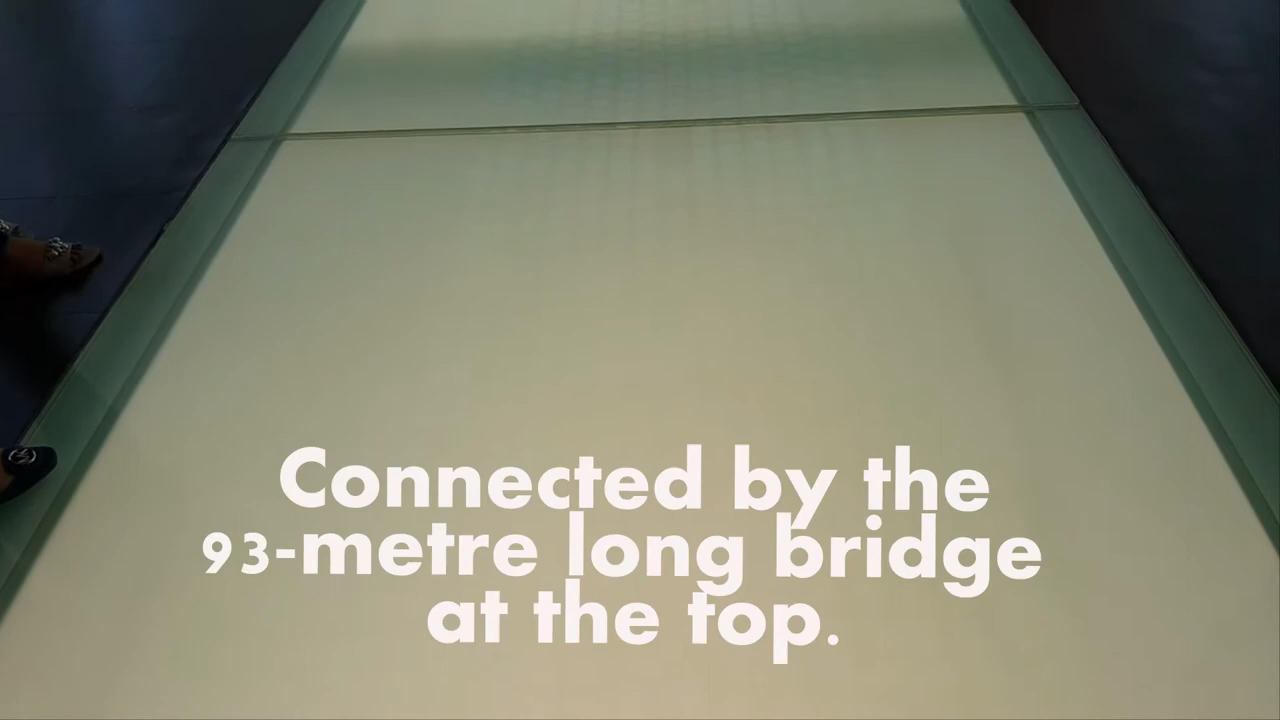 Connected by the
93-metre long bridge
at the top.